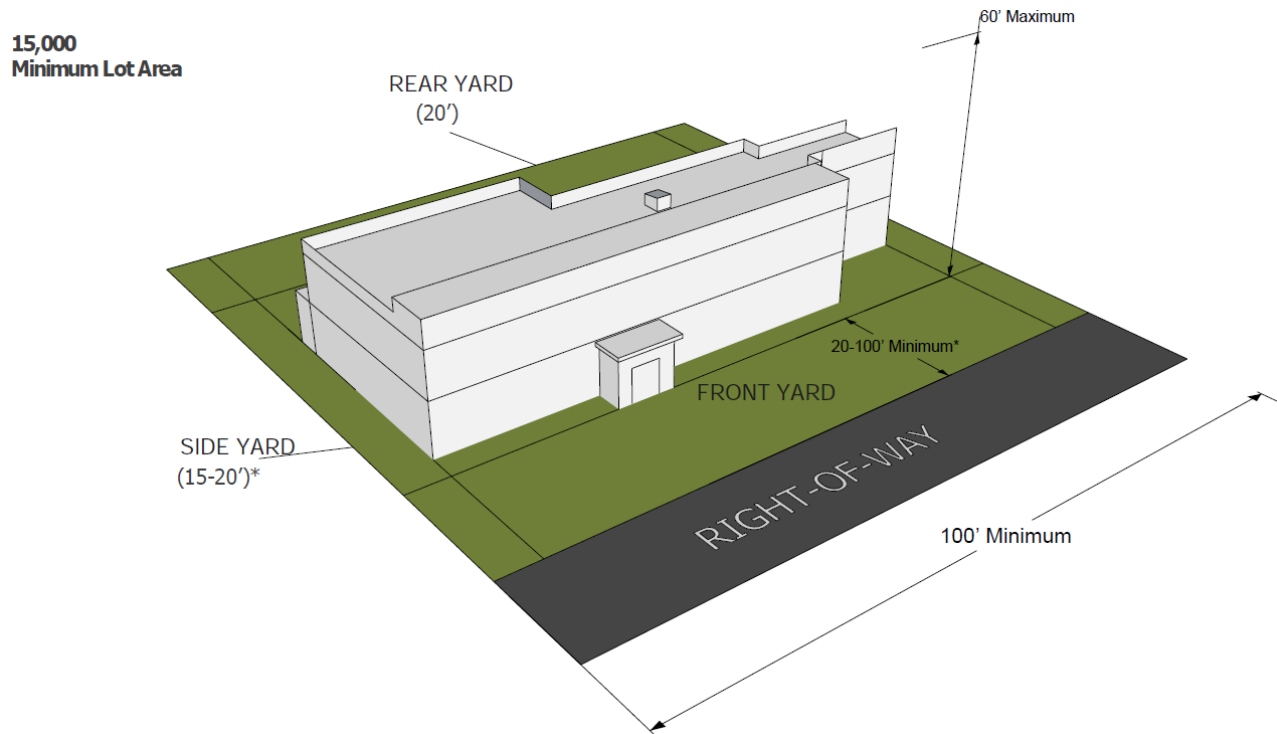 60’ Maximum
15,000
Minimum Lot Area
REAR YARD
(20’)
20-100’ Minimum*
FRONT YARD
SIDE YARD
(15-20’)*
RIGHT-OF-WAY
100’ Minimum